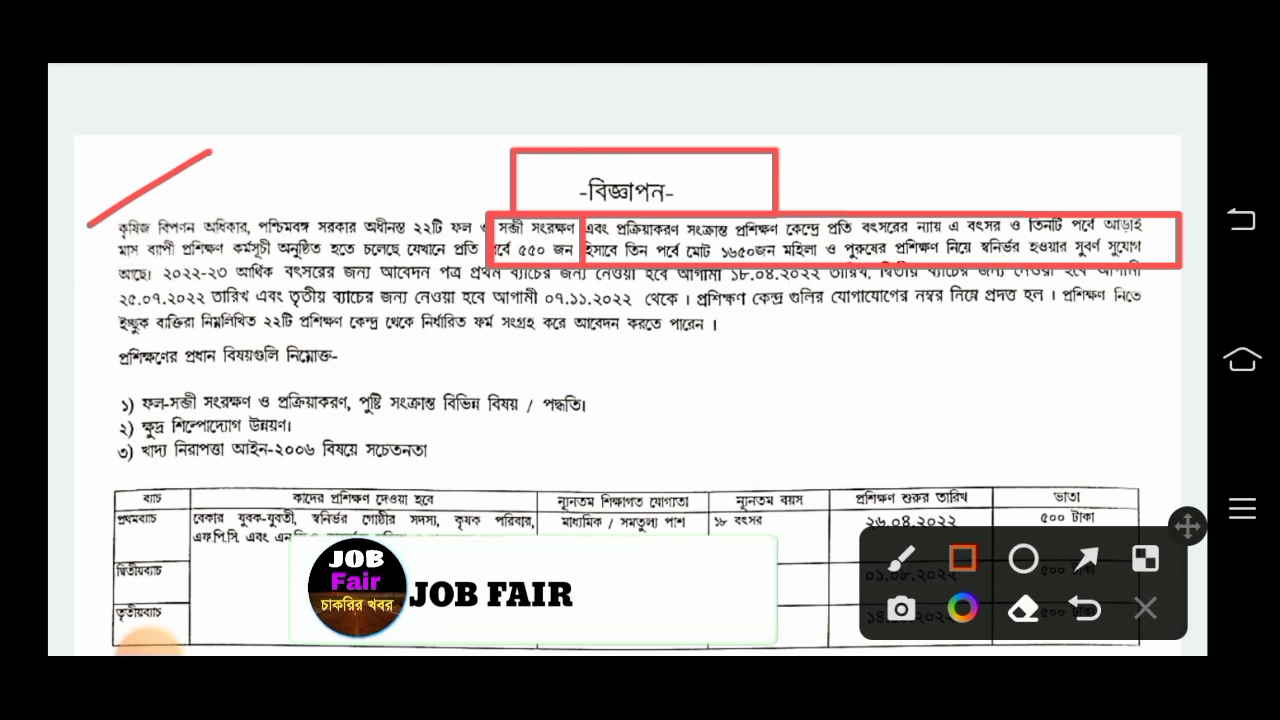 -বিজ্ঞাপন-
কৃষিজ বিপণন অধিকার, পশ্চিমবঙ্গ সরকার অধীনস্ত ২২টি ফল ও সব্জী সংরক্ষণ এবং প্রক্রিয়াকরণ সংক্রান্ত প্রশিক্ষণ কেন্দ্রে প্রতি বৎসরের ন্যায় এ বৎসর ও তিনটি পর্বে আড়াই
মাস ব্যাপী প্রশিক্ষণ কর্মসূচী অনুষ্ঠিত হতে চলেছে যেখানে প্রতি পর্বে ৫৫০ জন হিসাবে তিন পর্বে মোট ১৬৫০জন মহিলা ও পুরুষের প্রশিক্ষণ নিয়ে স্বনির্ভর হওয়ার সুবর্ণ সুযোগ
আছে। ২০২২-২৩ আর্থিক বৎসরের জন্য আবেদন পত্র প্রথম ব্যাচের জন্য নেওয়া হবে আগামী ১৮.০৪.২০২২ তারিখ, দ্বিতীয় ব্যাচের জন্য নেওয়া হবে আগামী
২৫.০৭.২০২২ তারিখ এবং তৃতীয় ব্যাচের জন্য নেওয়া হবে আগামী ০৭.১১.২০২২ থেকে । প্রশিক্ষণ কেন্দ্র গুলির যোগাযোগের নম্বর নিম্নে প্রদত্ত হল । প্রশিক্ষণ নিতে
ইচ্ছুক ব্যক্তিরা নিম্নলিখিত ২২টি প্রশিক্ষণ কেন্দ্র থেকে নির্ধারিত ফর্ম সংগ্রহ করে আবেদন করতে পারেন ।
প্রশিক্ষণের প্রধান বিষয়গুলি নিম্নোক্ত-
১) ফল-সব্জী সংরক্ষণ ও প্রক্রিয়াকরণ, পুষ্টি সংক্রান্ত বিভিন্ন বিষয় / পদ্ধতি।
২) ক্ষুদ্র শিল্পোদ্যোগ উন্নয়ণ।
৩) খাদ্য নিরাপত্তা আইন-২০০৬ বিষয়ে সচেতনতা
ব্যাচ কাদের প্রশিক্ষণ দেওয়া হবে ন্যূনতম শিক্ষাগত যোগ্যতা ন্যূনতম বয়স প্রশিক্ষণ শুরুর তারিখ ভাতা
প্রথমব্যাচ বেকার যুবক-যুবতী, স্বনির্ভর গোষ্ঠীর সদস্য, কৃষক পরিবার, মাধ্যমিক / সমতুল্য পাশ ১৮ বৎসর ২৬.০৪.২০২২ ৫০০ টাকা
এফ.পি.সি. এবং
দ্বিতীয়ব্যাচ ০১.০৮.২০২২ ৫০০ টাকা
তৃতীয়ব্যাচ ৫০০ টাকা
JOB
Fair
চাকরির খবর
JOB FAIR